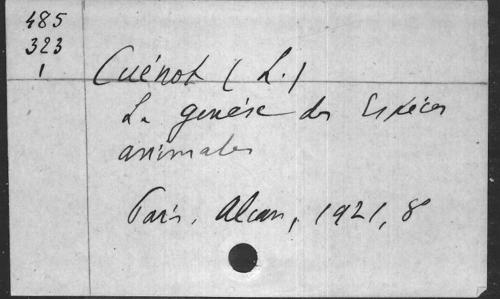 485
323
1
Cuénot (L.)
La genèse des Espèces
animales
Paris, Alcan, 1921, 8°